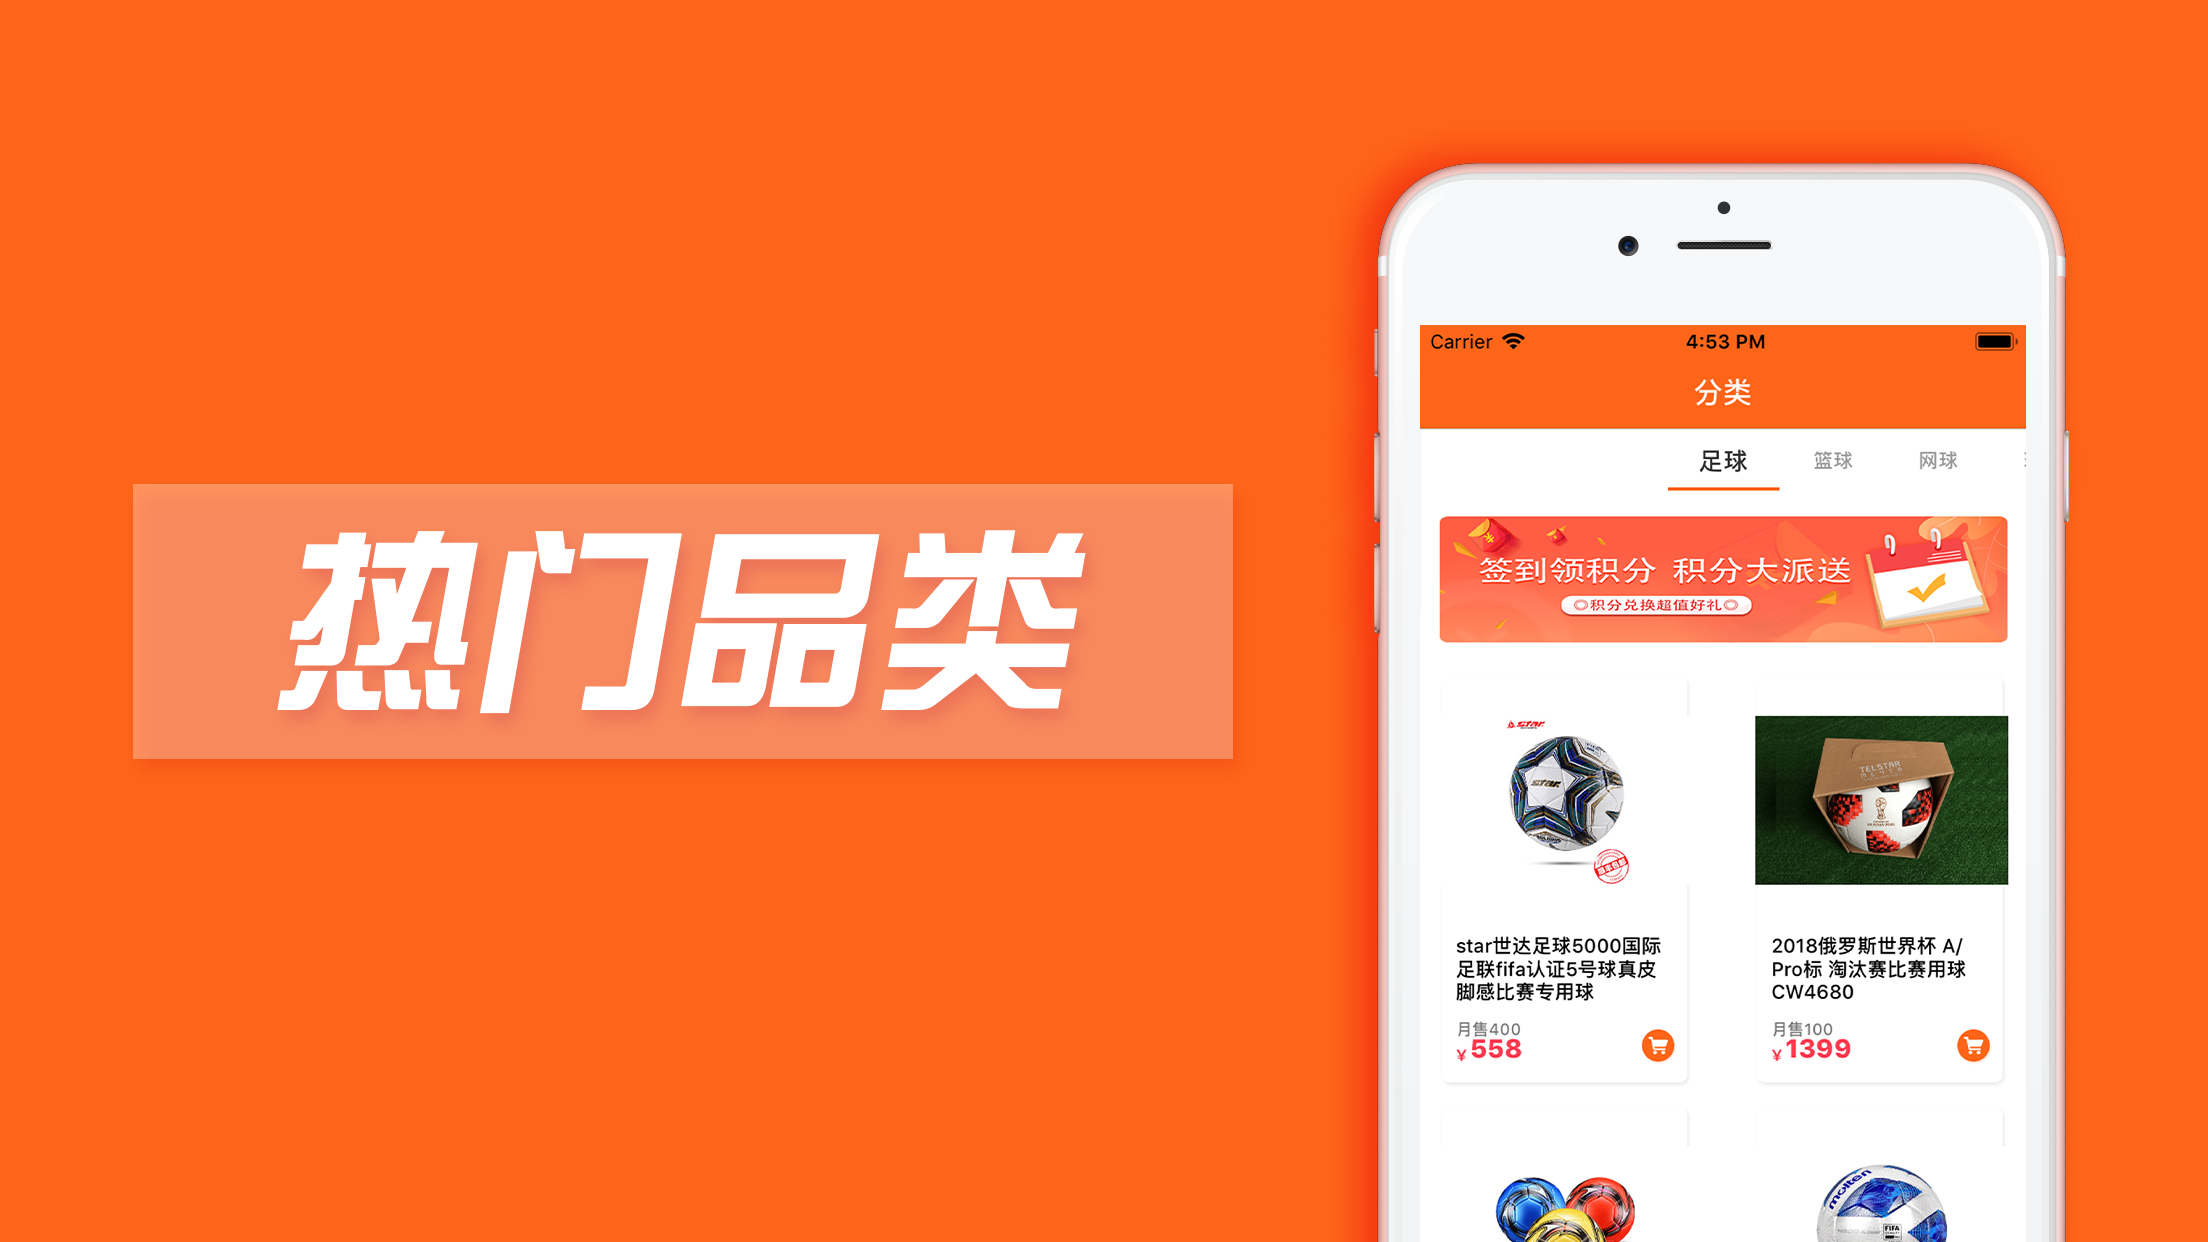 热门品类
Carrier
4:53 PM
分类
足球
篮球
网球
签到领积分 积分大派送
◎积分兑换超值好礼◎
star
star
TELSTAR
star世达足球5000国际
足联fifa认证5号球真皮
脚感比赛专用球
月售400
¥558
2018俄罗斯世界杯 A/
Pro标 淘汰赛比赛用球
CW4680
月售100
¥1399
molten
FIFA